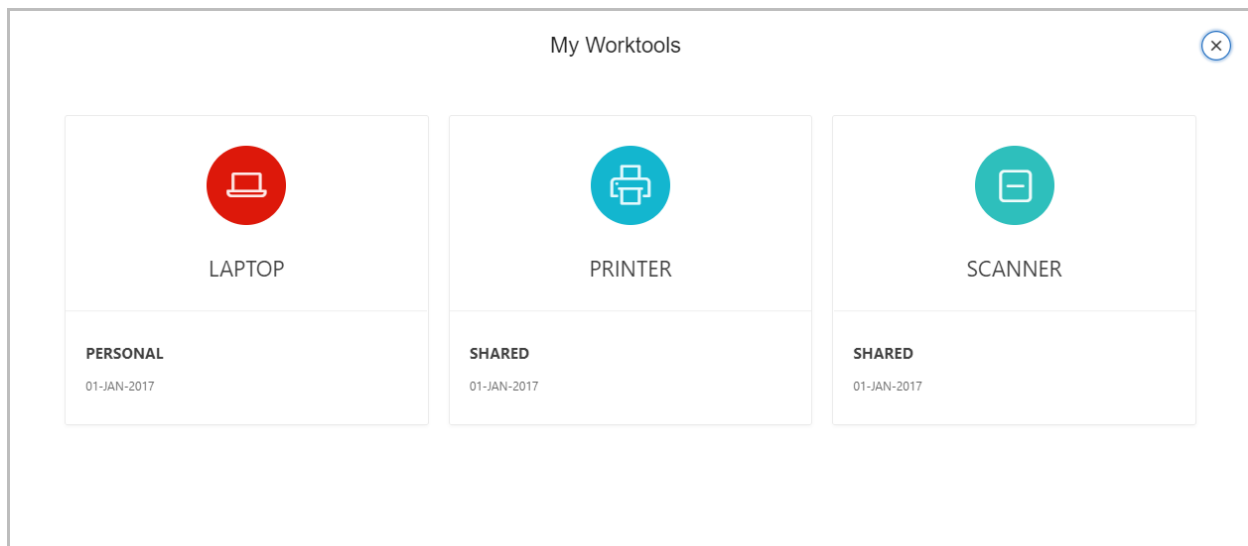 My Worktools
LAPTOP
PRINTER
SCANNER
PERSONAL
01-JAN-2017
SHARED
01-JAN-2017
SHARED
01-JAN-2017